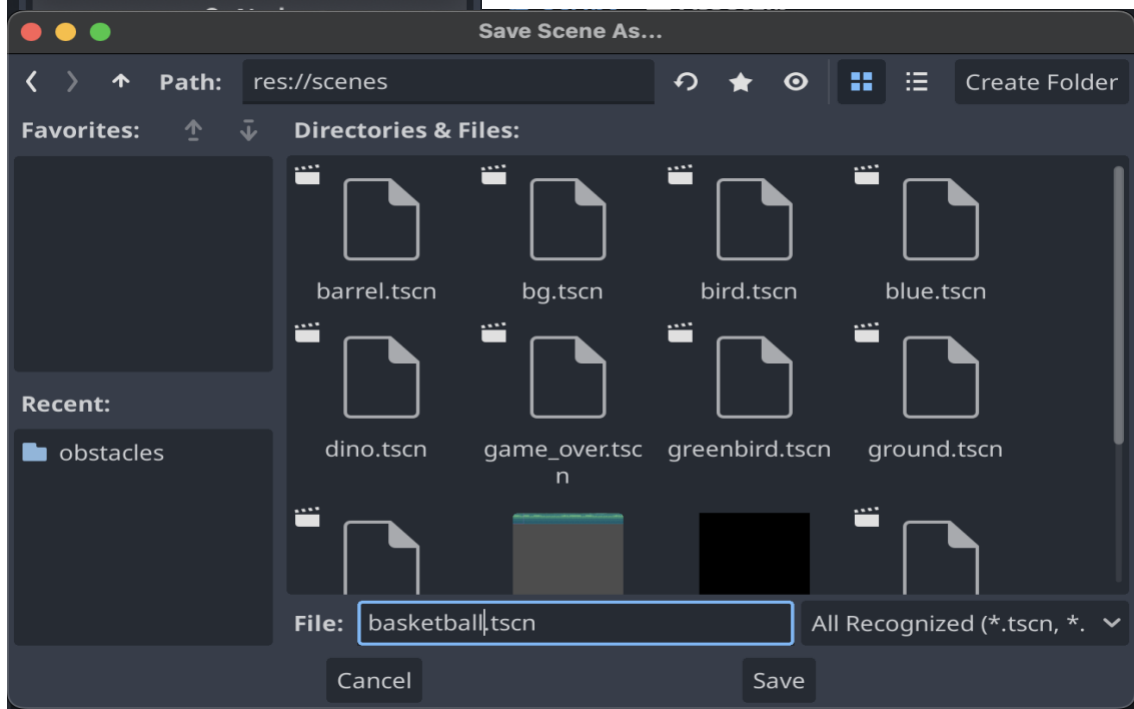 Save Scene As...
Path: res://scenes Create Folder
Favorites: Directories & Files:
barrel.tscn bg.tscn bird.tscn blue.tscn
Recent:
obstacles
dino.tscn game_over.tsc greenbird.tscn ground.tscn
n
File: basketball.tscn All Recognized (*.tscn, *.
Cancel Save